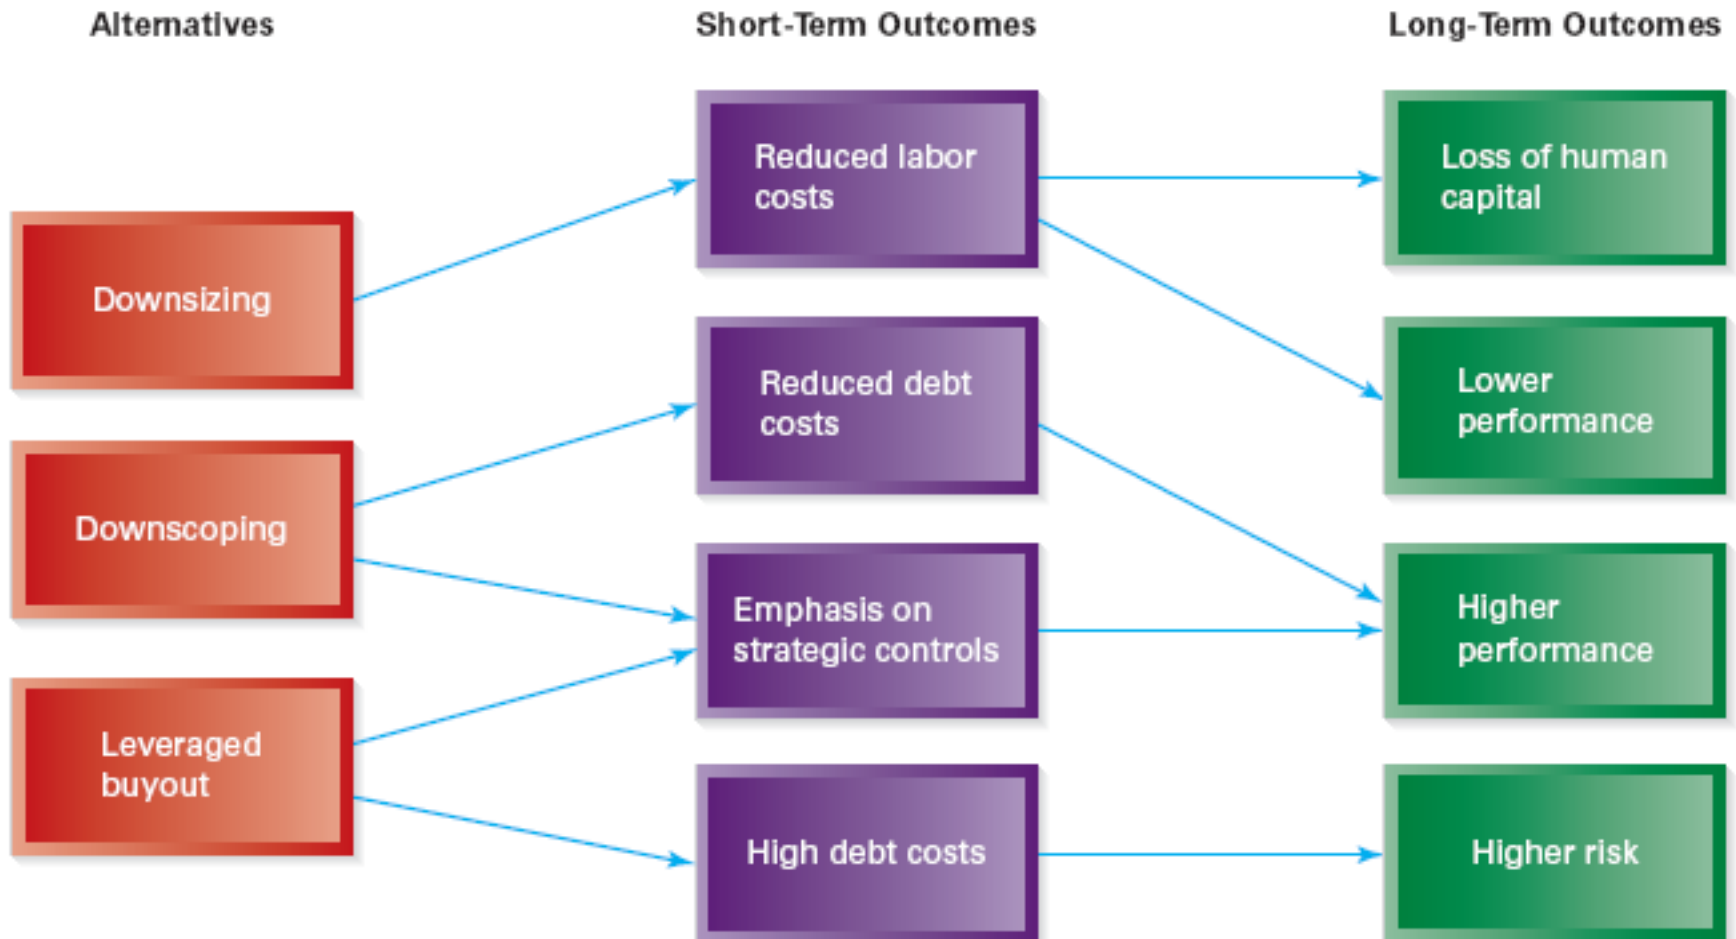 Alternatives
Short-Term Outcomes
Long-Term Outcomes
Downsizing
Downscoping
Leveraged
buyout
Reduced labor
costs
Reduced debt
costs
Emphasis on
strategic controls
High debt costs
Loss of human
capital
Lower
performance
Higher
performance
Higher risk